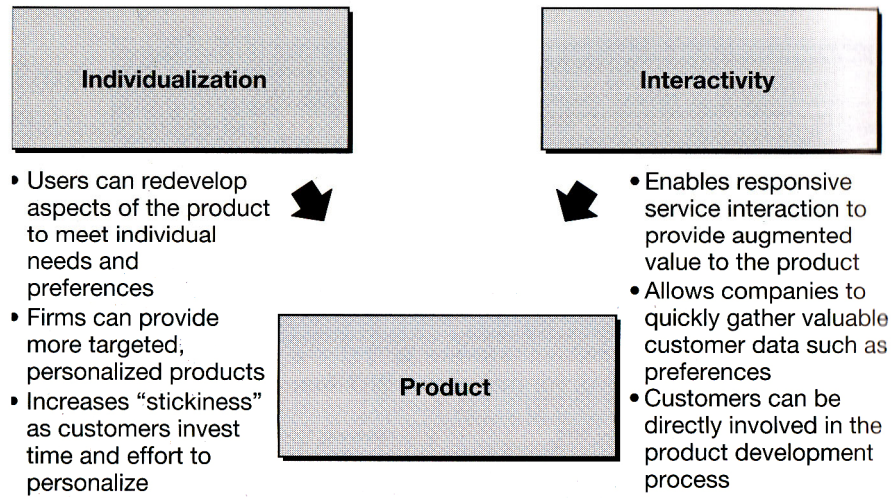 Individualization
Interactivity
• Users can redevelop
aspects of the product
to meet individual
needs and
preferences
• Firms can provide
more targeted,
personalized products
• Increases “stickiness”
as customers invest
time and effort to
personalize
• Enables responsive
service interaction to
provide augmented
value to the product
• Allows companies to
quickly gather valuable
customer data such as
preferences
• Customers can be
directly involved in the
product development
process
Product